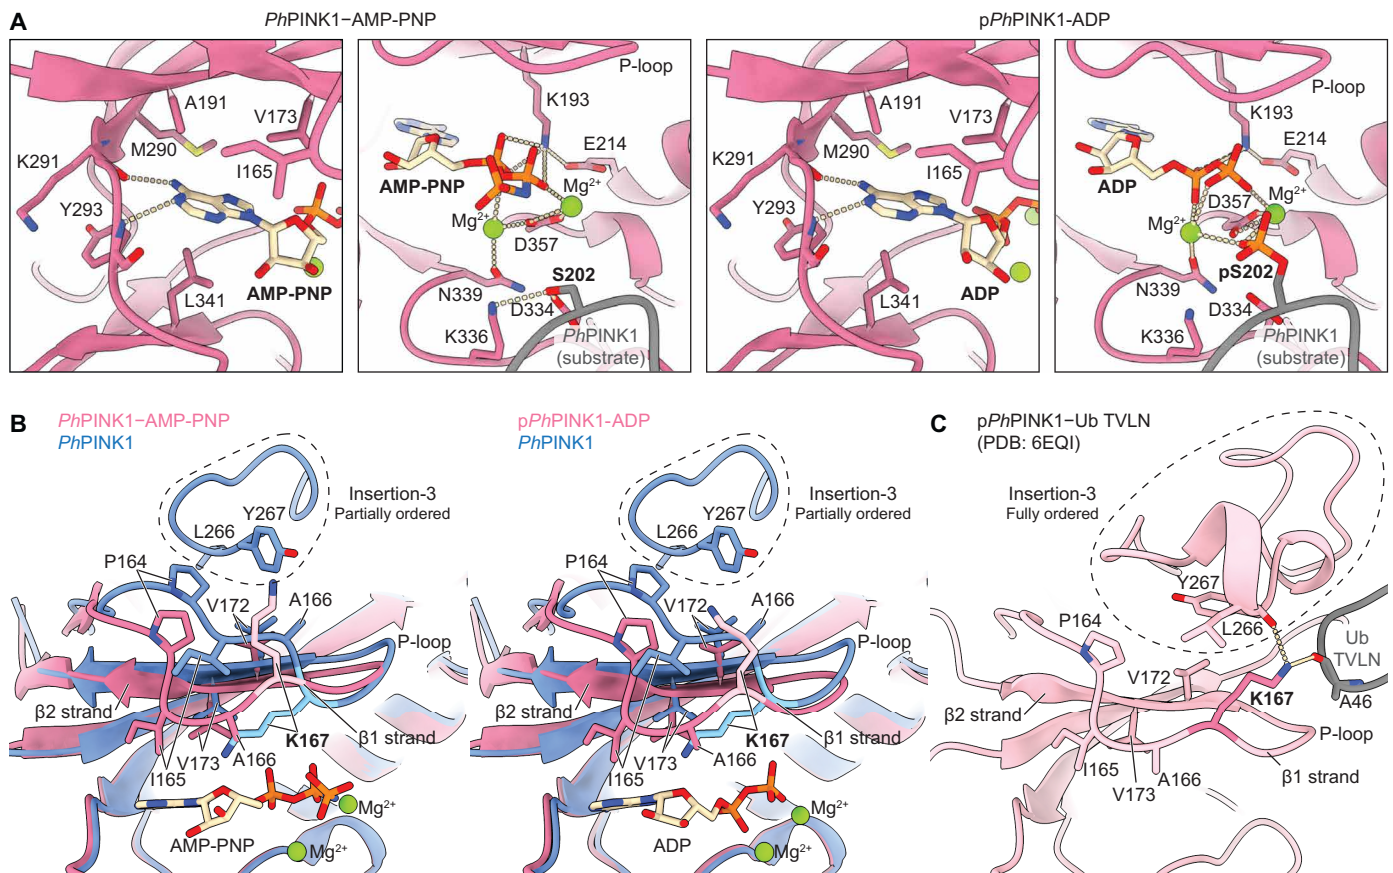 A
PhPINK1−AMP-PNP
pPhPINK1-ADP
A191
V173
M290
K291
I165
Y293
L341
AMP-PNP
P-loop
K193
E214
AMP-PNP
Mg2+
Mg2+
D357
S202
N339
D334
K336
PhPINK1
(substrate)
A191
V173
M290
K291
I165
Y293
L341
ADP
P-loop
K193
E214
ADP
D357
Mg2+
Mg2+
pS202
N339
D334
K336
PhPINK1
(substrate)
B
PhPINK1−AMP-PNP
PhPINK1
Insertion-3
Partially ordered
Y267
L266
P164
V172
A166
P-loop
β2 strand
β1 strand
K167
I165
V173
A166
Mg2+
AMP-PNP
Mg2+
pPhPINK1-ADP
PhPINK1
Insertion-3
Partially ordered
Y267
L266
P164
V172
A166
P-loop
β2 strand
β1 strand
K167
I165
V173
A166
Mg2+
ADP
Mg2+
C
pPhPINK1−Ub TVLN
(PDB: 6EQI)
Insertion-3
Fully ordered
Y267
P164
L266
Ub
TVLN
V172
K167
A46
β2 strand
P-loop
I165
A166
β1 strand
V173